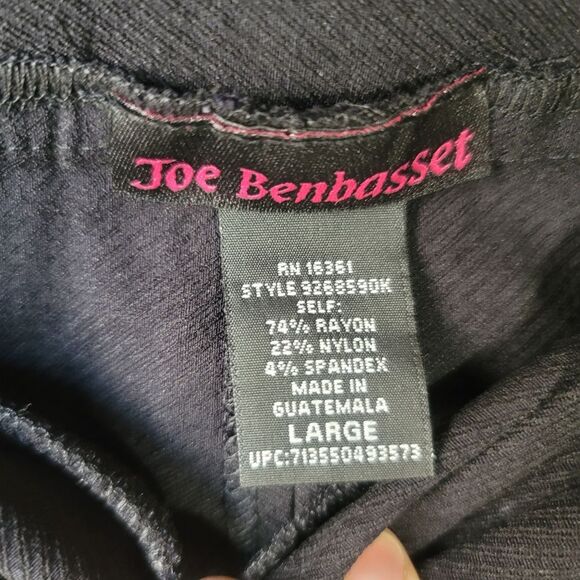 Joe Benbasset
RN 16361
STYLE 9268590K
SELF:
74% RAYON
22% NYLON
4% SPANDEX
MADE IN
GUATEMALA
LARGE
UPC:713550493573